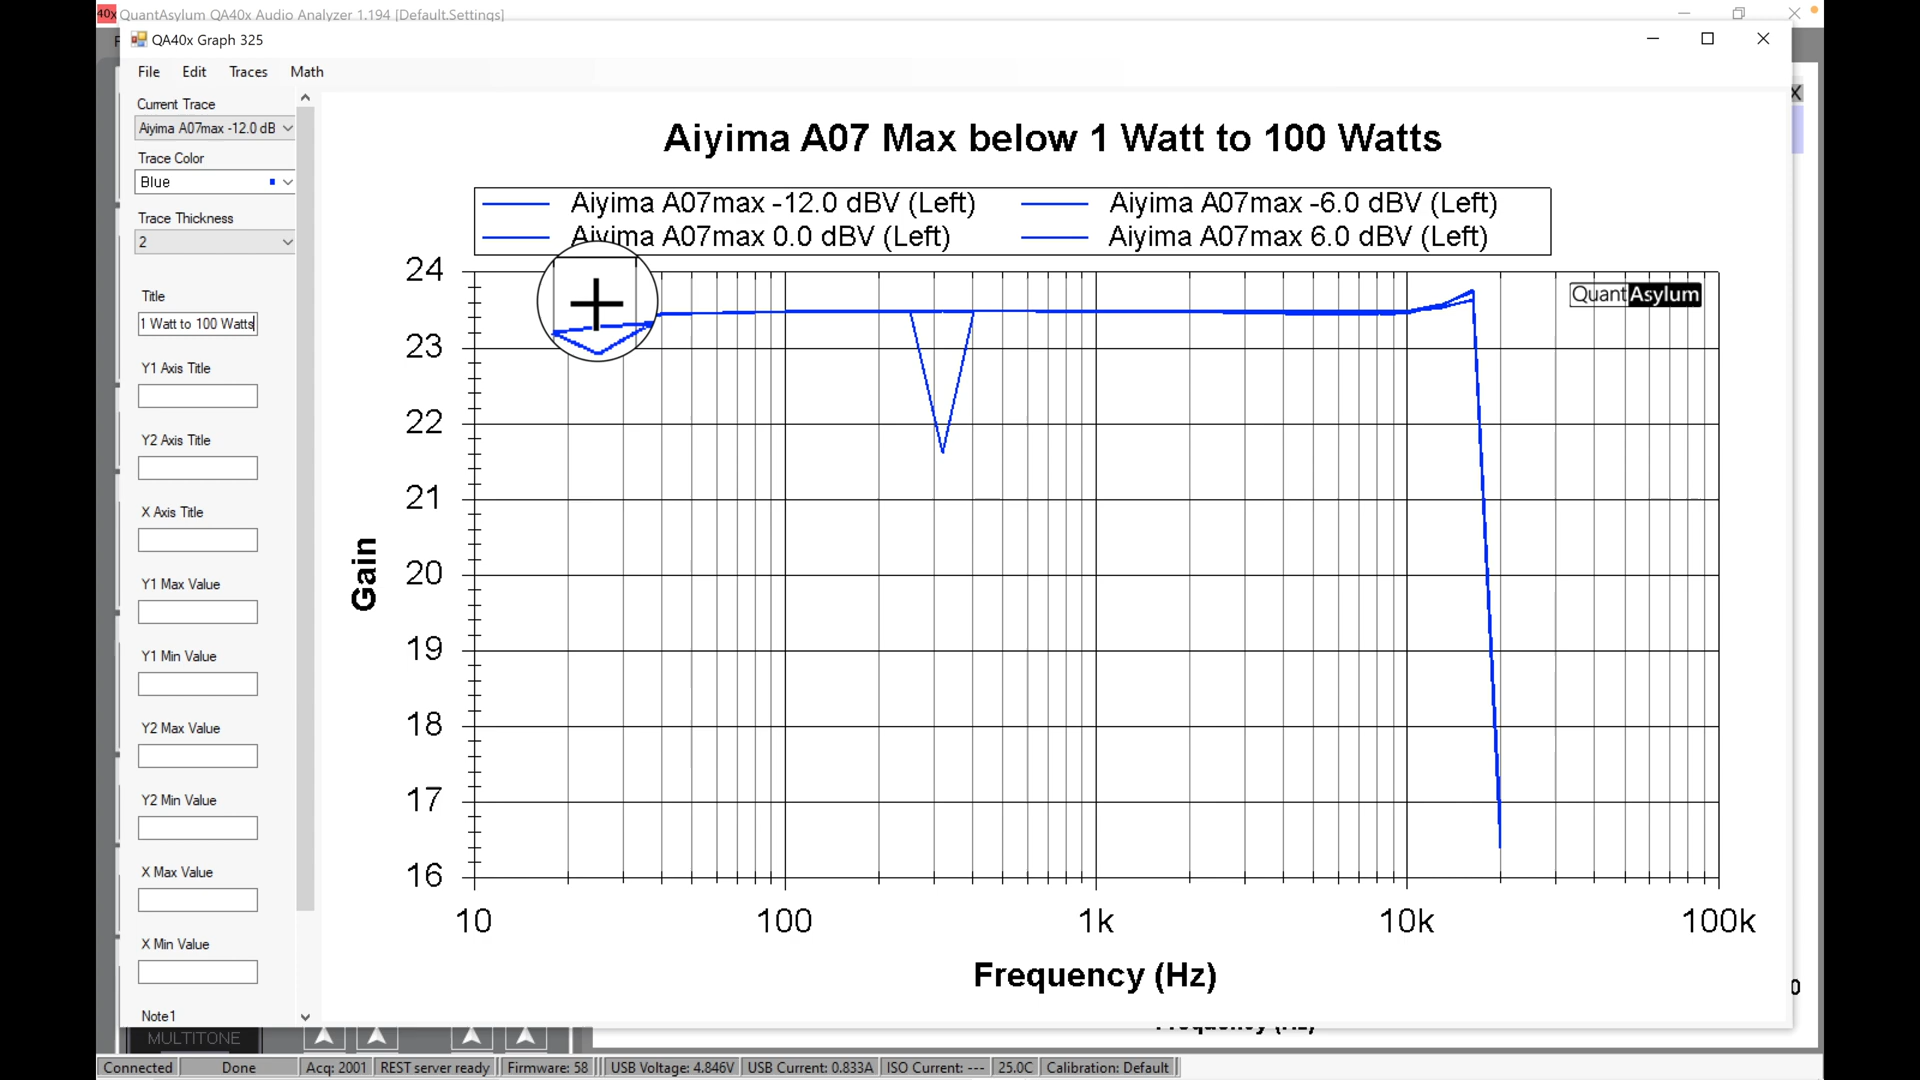 40x QuantAsylum QA40x Audio Analyzer 1.194 [Default.Settings]
QA40x Graph 325
File Edit Traces Math
Current Trace
Aiyima A07max -12.0 dB
Trace Color
Blue
Trace Thickness
2
Title
1 Watt to 100 Watts
Y1 Axis Title
Y2 Axis Title
X Axis Title
Y1 Max Value
Y1 Min Value
Y2 Max Value
Y2 Min Value
X Max Value
X Min Value
Note1
Aiyima A07 Max below 1 Watt to 100 Watts
Aiyima A07max -12.0 dBV (Left) Aiyima A07max -6.0 dBV (Left)
Aiyima A07max 0.0 dBV (Left) Aiyima A07max 6.0 dBV (Left)
QuantAsylum
24
23
22
21
20
19
18
17
16
Gain
10 100 1k 10k 100k
Frequency (Hz)
MULTITONE
Frequency (Hz)
Connected Done Acq: 2001 REST server ready Firmware: 58 USB Voltage: 4.846V USB Current: 0.833A ISO Current: --- 25.0C Calibration: Default